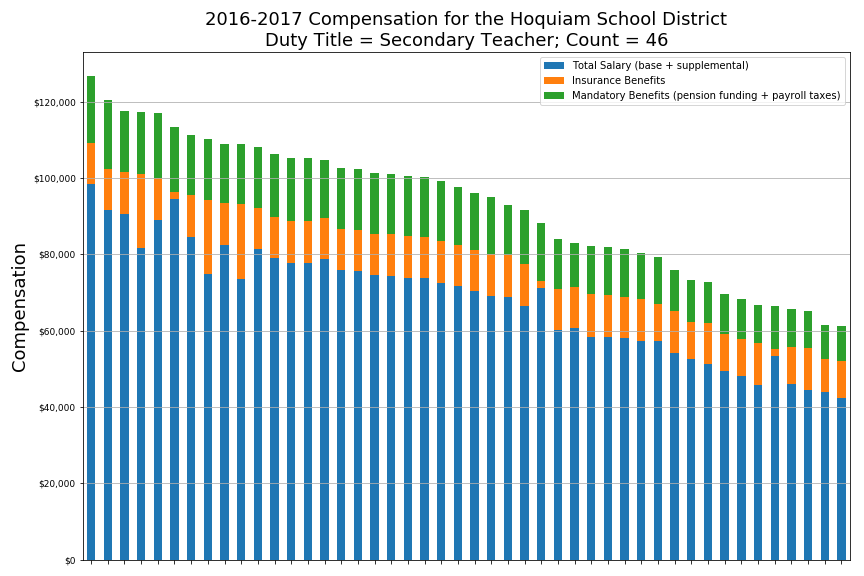 2016-2017 Compensation for the Hoquiam School District
Duty Title = Secondary Teacher; Count = 46
Total Salary (base + supplemental)
Insurance Benefits
Mandatory Benefits (pension funding + payroll taxes)
Compensation
$120,000
$100,000
$80,000
$60,000
$40,000
$20,000
$0